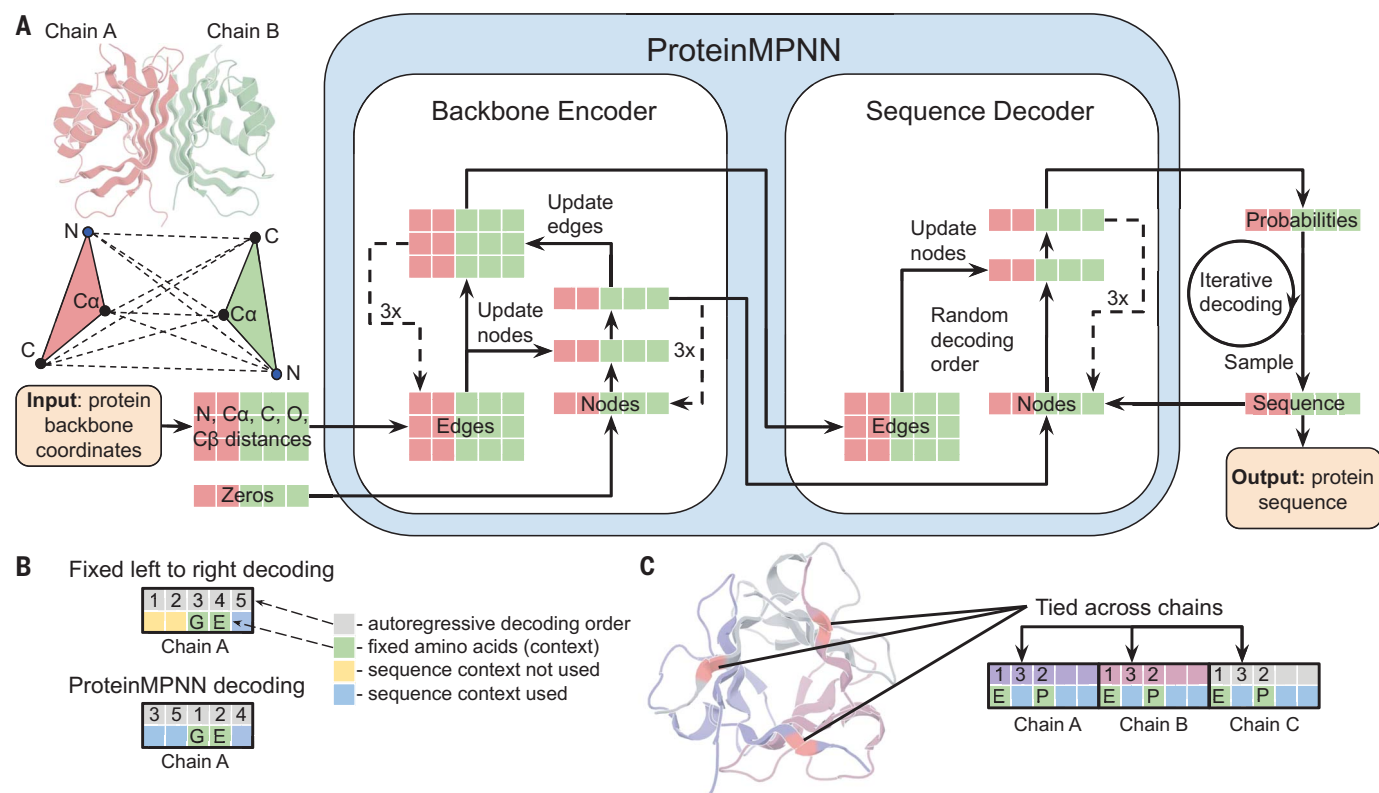 A
Chain A
Chain B
ProteinMPNN
Backbone Encoder
Sequence Decoder
N
C
Cα
Cα
C
N
Input: protein
backbone
coordinates
N, Cα, C, O,
Cβ distances
Zeros
Edges
3x
Update
edges
Update
nodes
3x
Nodes
Edges
Update
nodes
Random
decoding
order
3x
Nodes
Probabilities
Iterative
decoding
Sample
Sequence
Output: protein
sequence
B
Fixed left to right decoding
1 2 3 4 5
G E
Chain A
- autoregressive decoding order
- fixed amino acids (context)
- sequence context not used
- sequence context used
ProteinMPNN decoding
3 5 1 2 4
G E
Chain A
C
Tied across chains
1 3 2 1 3 2 1 3 2
E P E P E P
Chain A Chain B Chain C